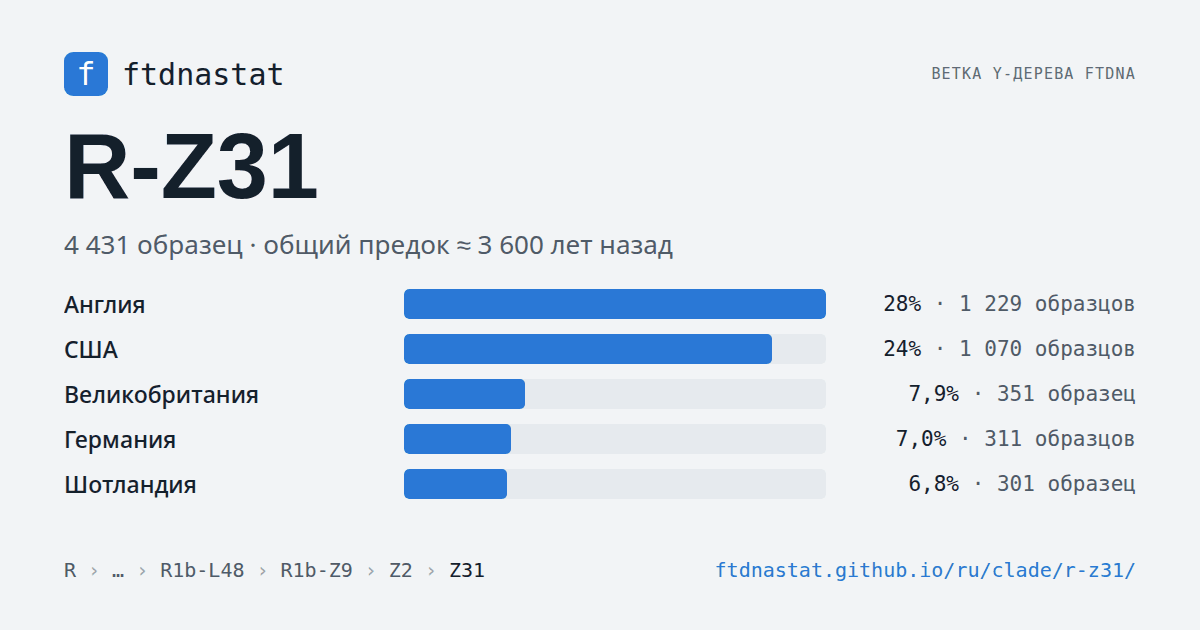 f ftdnastat
ВЕТКА Y-ДЕРЕВА FTDNA
R-Z31
4 431 образец · общий предок ≈ 3 600 лет назад
Англия 28% · 1 229 образцов
США 24% · 1 070 образцов
Великобритания 7,9% · 351 образец
Германия 7,0% · 311 образцов
Шотландия 6,8% · 301 образец
R › … › R1b-L48 › R1b-Z9 › Z2 › Z31
ftdnastat.github.io/ru/clade/r-z31/